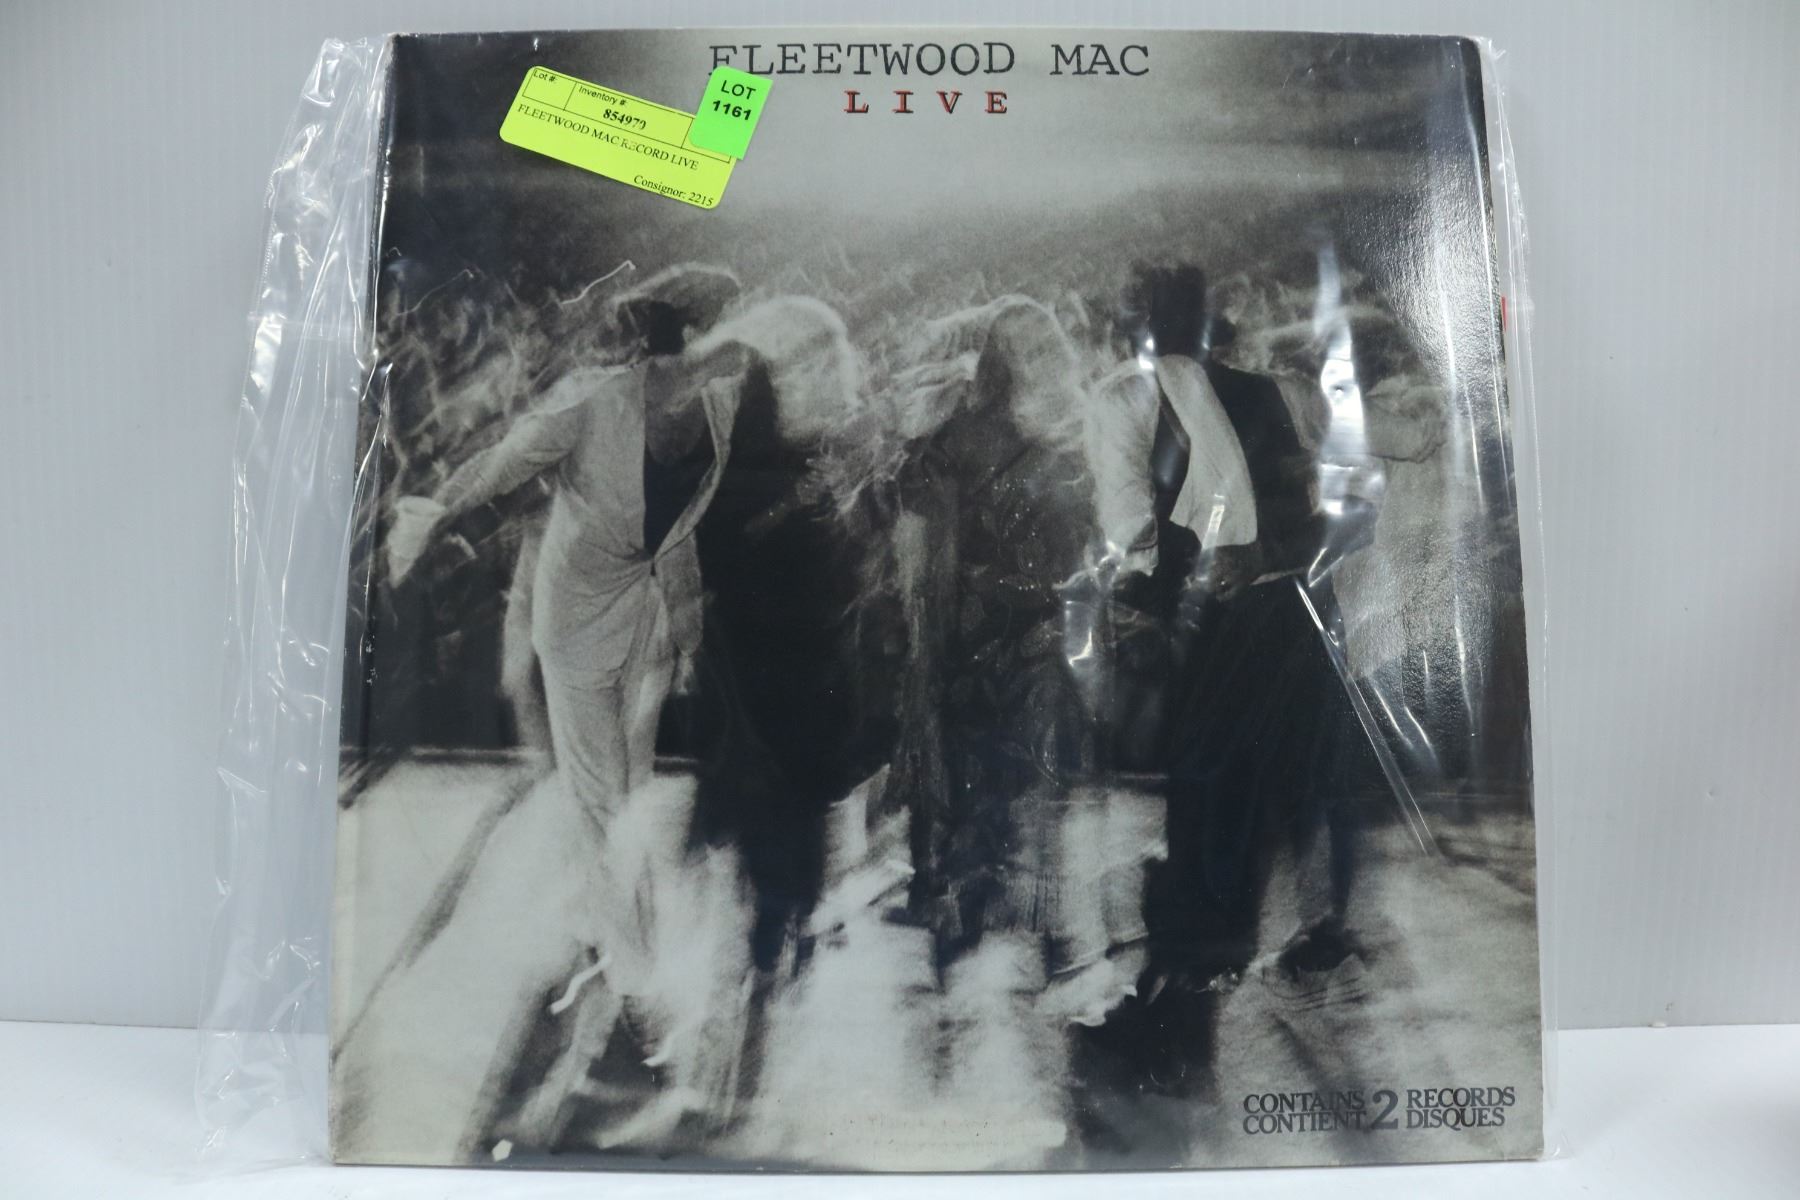 FLEETWOOD MAC
LIVE
Lot #:
Inventory #:
854970
FLEETWOOD MAC RECORD LIVE
Consignor: 2215
LOT
1161
CONTAINS 2 RECORDS
CONTIENT DISQUES